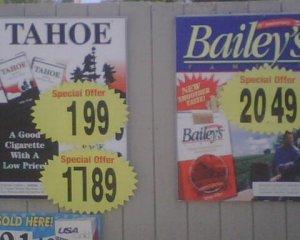 TAHOE
Special Offer
1 99
A Good
Cigarette
With A
Low Price
Special Offer
17 89
SOLD HERE!
USA
Bailey's
Special Offer
20 49
NEW
SMOOTHER
TASTE!
Bailey's